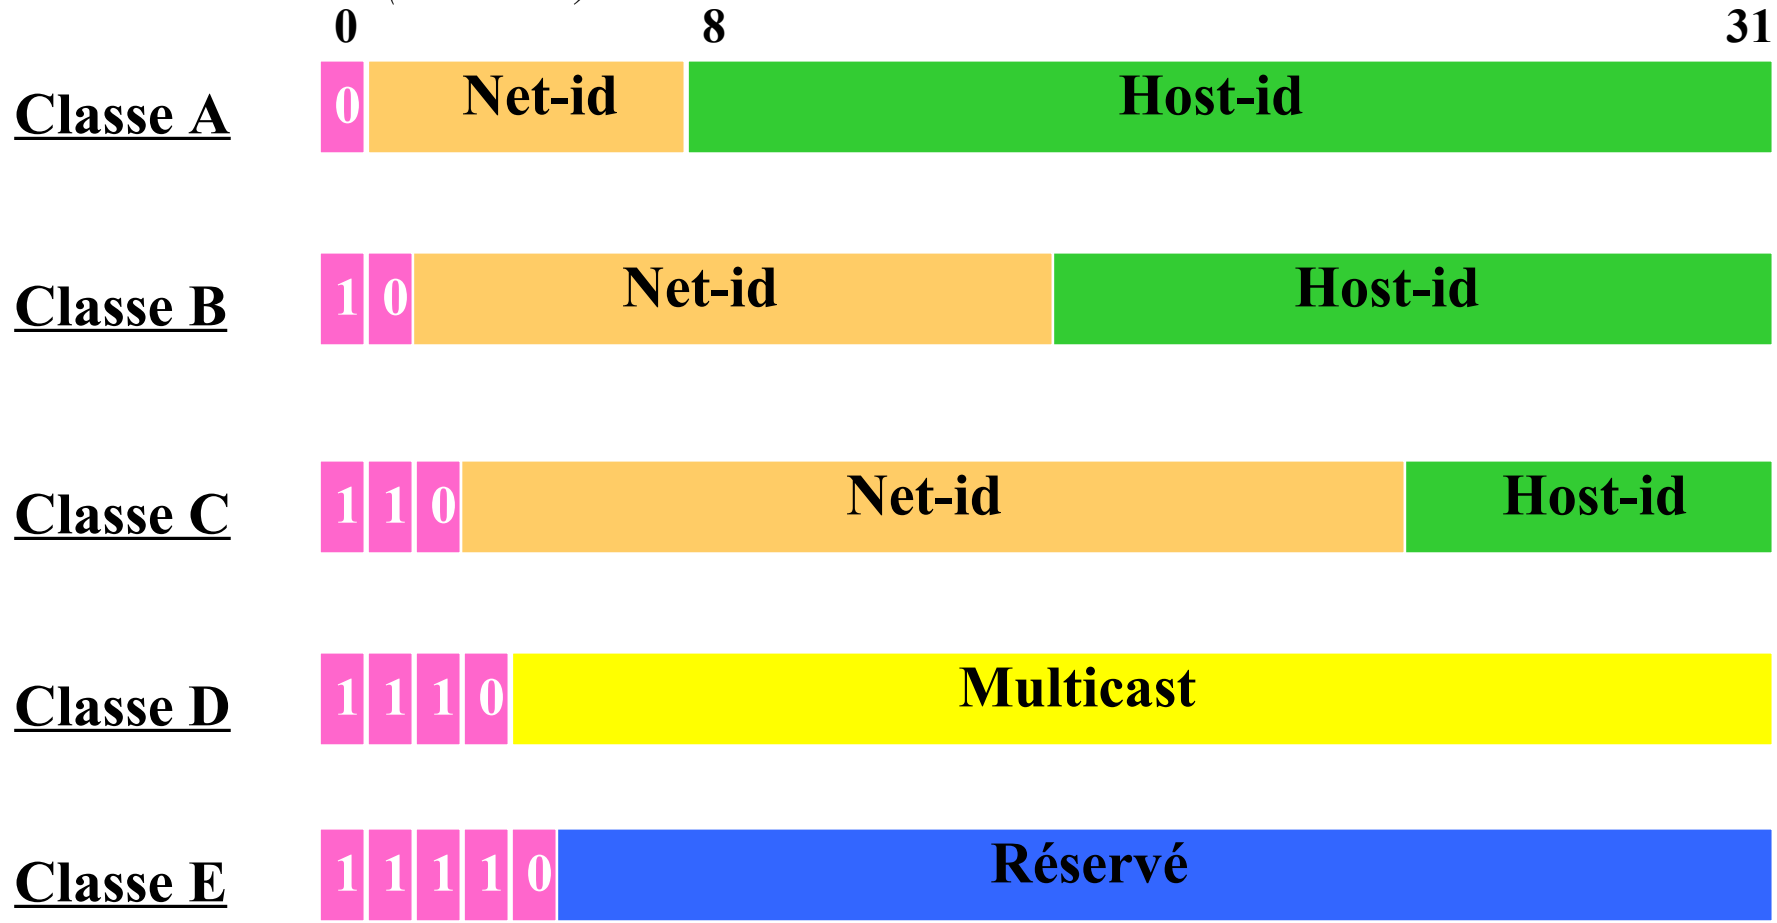 0 8 31
Classe A 0 Net-id Host-id
Classe B 1 0 Net-id Host-id
Classe C 1 1 0 Net-id Host-id
Classe D 1 1 1 0 Multicast
Classe E 1 1 1 1 0 Réservé